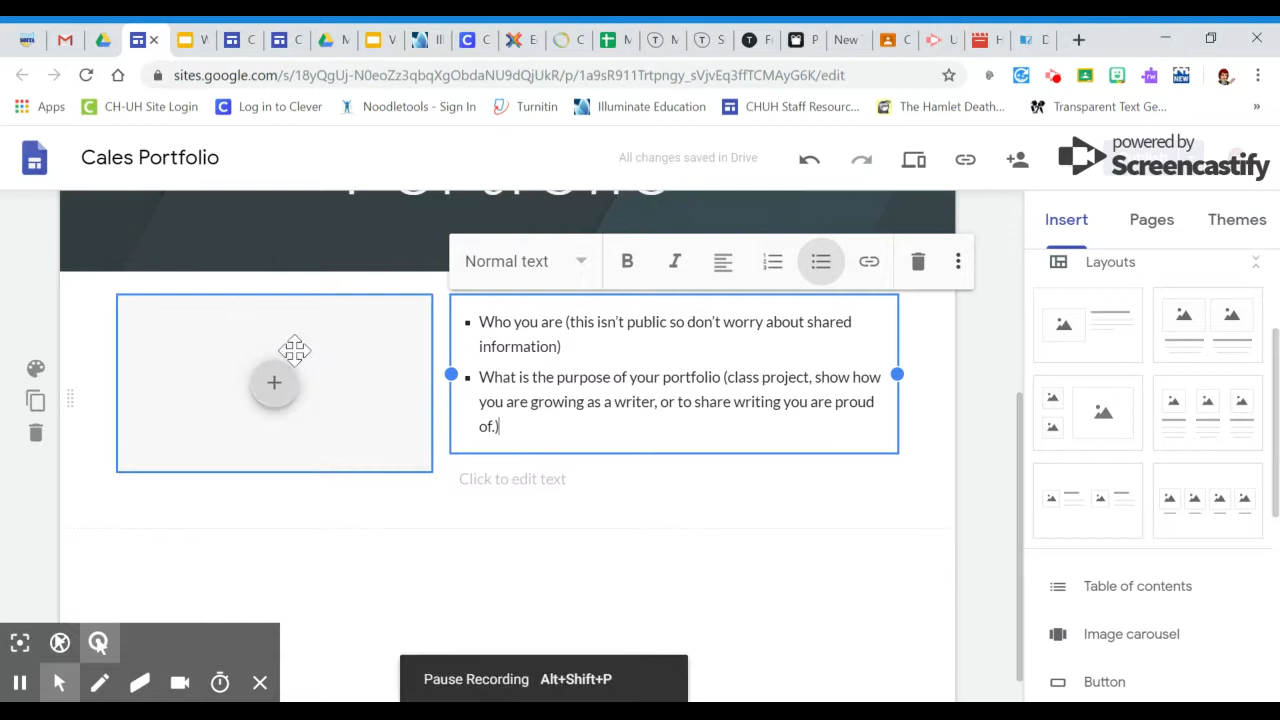 W
C
C
M
V
Il
C
E
C
M
M
S
F
P
New
C
U
H
E
NEW
sites.google.com/s/18yQgUj-N0eoZz3qbqXgObdaNU9dQjUkR/p/1a9sR911Trtpngy_sVjvEq3ffTCMAyG6K/edit
Apps
CH-UH Site Login
Log in to Clever
Noodletools - Sign In
Turnitin
Illuminate Education
CHUH Staff Resourc...
The Hamlet Death...
Transparent Text Ge...
»
Cales Portfolio
All changes saved in Drive
powered by
Screencastify
Portfolio
Insert
Pages
Themes
Normal text
B
I
Layouts
Who you are (this isn't public so don't worry about shared
information)
What is the purpose of your portfolio (class project, show how
you are growing as a writer, or to share writing you are proud
of.)
Click to edit text
Table of contents
Image carousel
Button
Pause Recording Alt+Shift+P